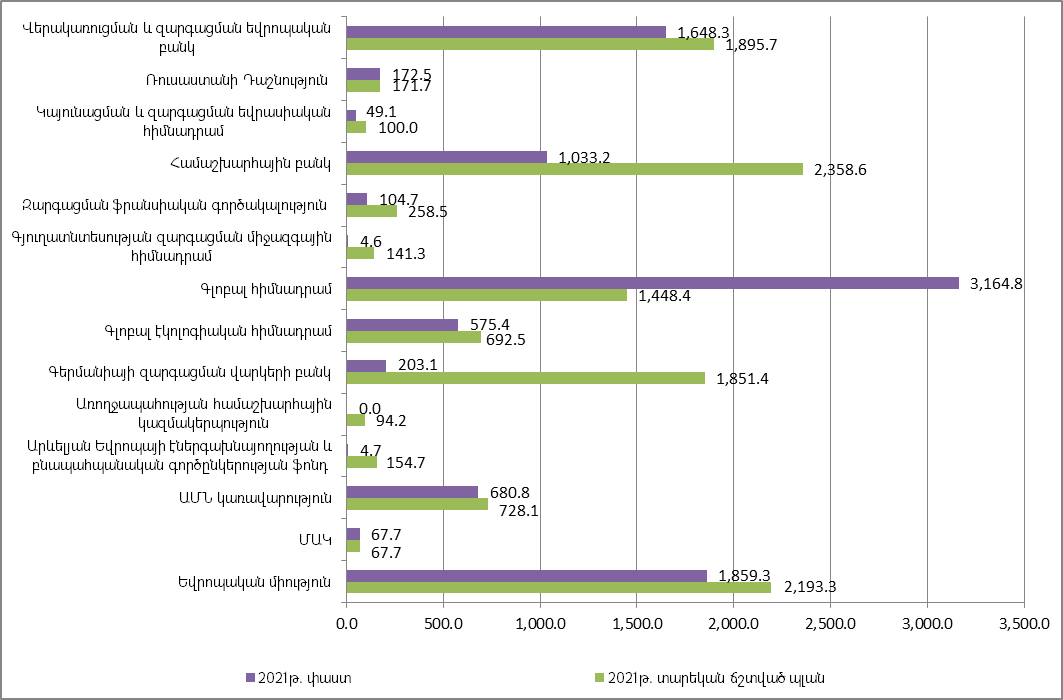 Վերակառուցման և զարգացման եվրոպական
բանկ
1,648.3
1,895.7
Ռուսաստանի Դաշնություն
172.5
171.7
Կայունացման և զարգացման եվրասիական
հիմնադրամ
49.1
100.0
Համաշխարհային բանկ
1,033.2
2,358.6
Զարգացման ֆրանսիական գործակալություն
104.7
258.5
Գյուղատնտեսության զարգացման միջազգային
հիմնադրամ
4.6
141.3
Գլոբալ հիմնադրամ
3,164.8
1,448.4
Գլոբալ էկոլոգիական հիմնադրամ
575.4
692.5
Գերմանիայի զարգացման վարկերի բանկ
203.1
1,851.4
Առողջապահության համաշխարհային
կազմակերպություն
0.0
94.2
Արևելյան Եվրոպայի էներգախնայողության և
բնապահպանական գործընկերության ֆոնդ
4.7
154.7
ԱՄՆ կառավարություն
680.8
728.1
ՄԱԿ
67.7
67.7
Եվրոպական միություն
1,859.3
2,193.3
0.0 500.0 1,000.0 1,500.0 2,000.0 2,500.0 3,000.0 3,500.0
2021թ. փաստ 2021թ. տարեկան ճշտված պլան